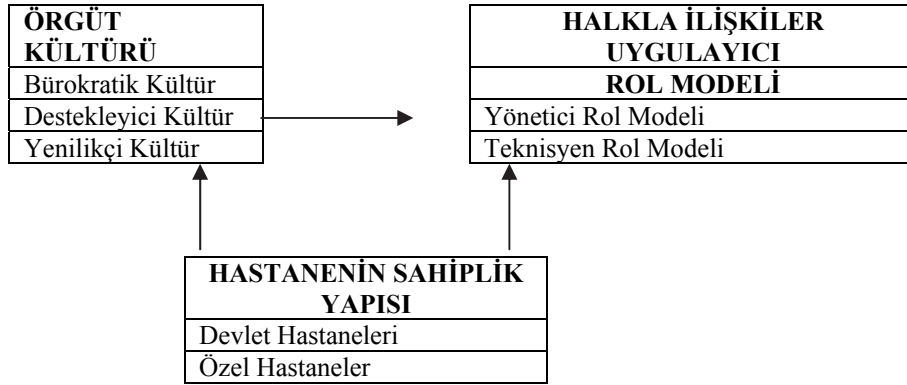 ÖRGÜT
KÜLTÜRÜ
Bürokratik Kültür
Destekleyici Kültür
Yenilikçi Kültür
HALKLA İLİŞKİLER
UYGULAYICI
ROL MODELİ
Yönetici Rol Modeli
Teknisyen Rol Modeli
HASTANENİN SAHİPLİK
YAPISI
Devlet Hastaneleri
Özel Hastaneler